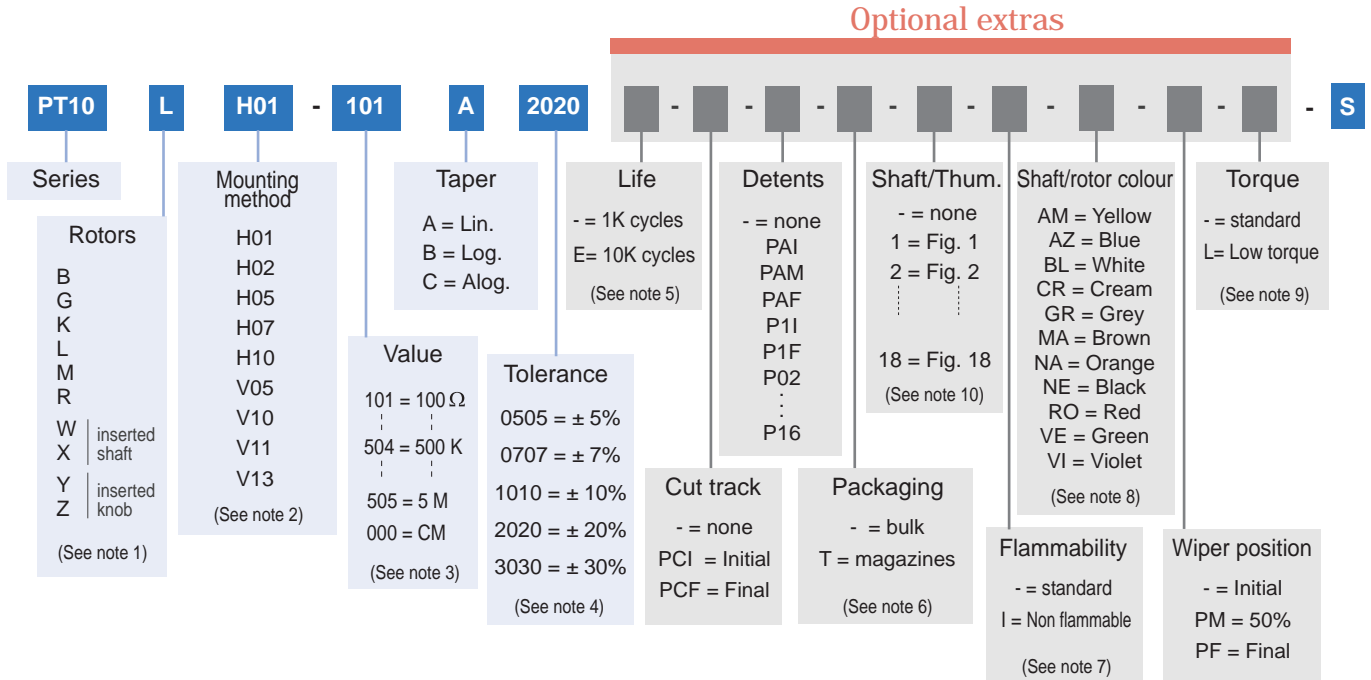 Optional extras
PT10 L H01 - 101 A 2020 - - - - - - - - - S
Series
Rotors
B
G
K
L
M
R
W
X
inserted
shaft
Y
Z
inserted
knob
(See note 1)
Mounting
method
H01
H02
H05
H07
H10
V05
V10
V11
V13
(See note 2)
Value
101 = 100 Ω
504 = 500 K
505 = 5 M
000 = CM
(See note 3)
Taper
A = Lin.
B = Log.
C = Alog.
Tolerance
0505 = ± 5%
0707 = ± 7%
1010 = ± 10%
2020 = ± 20%
3030 = ± 30%
(See note 4)
Life
- = 1K cycles
E= 10K cycles
(See note 5)
Cut track
- = none
PCI = Initial
PCF = Final
Detents
- = none
PAI
PAM
PAF
P1I
P1F
P02
:
:
P16
Packaging
- = bulk
T = magazines
(See note 6)
Shaft/Thum.
- = none
1 = Fig. 1
2 = Fig. 2
18 = Fig. 18
(See note 10)
Flammability
- = standard
I = Non flammable
(See note 7)
Shaft/rotor colour
AM = Yellow
AZ = Blue
BL = White
CR = Cream
GR = Grey
MA = Brown
NA = Orange
NE = Black
RO = Red
VE = Green
VI = Violet
(See note 8)
Wiper position
- = Initial
PM = 50%
PF = Final
Torque
- = standard
L= Low torque
(See note 9)